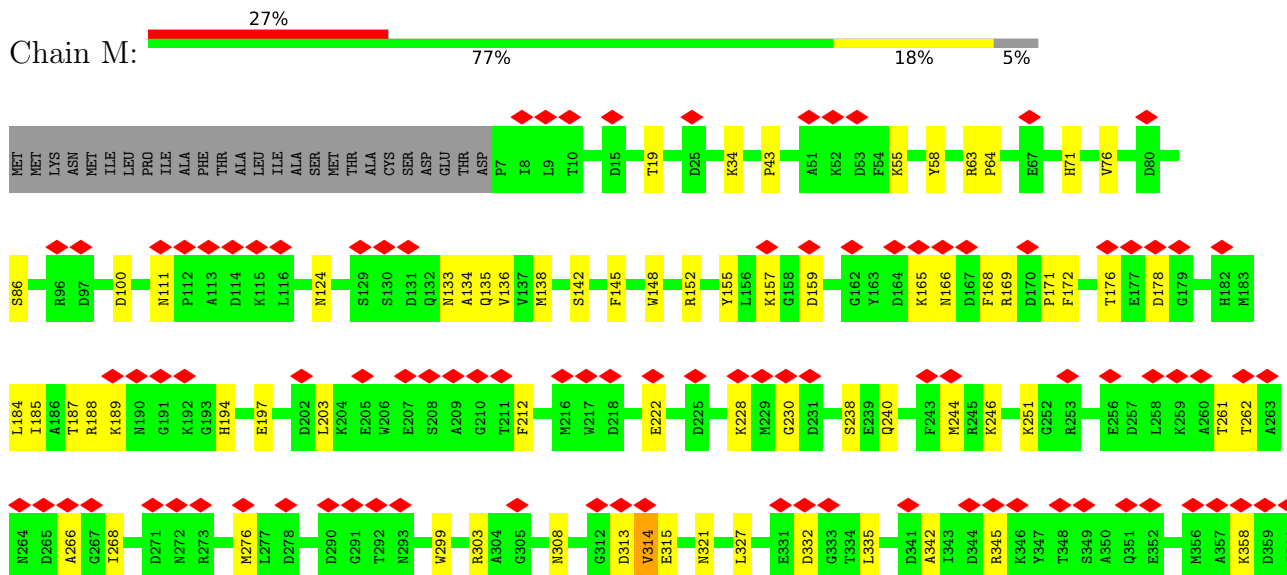 27%
Chain M:
77% 18% 5%
MET MET LYS ASN MET ILE LEU PRO ILE ALA PHE THR ALA LEU ILE ALA SER MET THR ALA CYS SER ASP GLU THR ASP P7 I8 L9 T10 D15 T19 D25 K34 P43 A51 K52 D53 F54 K55 Y58 R63 P64 E67 H71 V76 D80
S86 R96 D97 D100 N111 P112 A113 D114 K115 L116 N124 S129 S130 D131 Q132 N133 A134 Q135 V136 V137 M138 S142 F145 W148 R152 Y155 L156 K157 G158 D159 G162 Y163 D164 K165 N166 D167 F168 R169 D170 P171 F172 T176 E177 D178 G179 H182 M183
L184 I185 A186 T187 R188 K189 N190 G191 K192 G193 H194 E197 D202 L203 K204 E205 W206 E207 S208 A209 G210 T211 F212 M216 W217 D218 E222 D225 K228 M229 G230 D231 S238 E239 Q240 F243 M244 R245 K246 K251 G252 R253 E256 D257 L258 K259 A260 T261 T262 A263
N264 D265 A266 G267 I268 D271 N272 R273 M276 L277 D278 D290 G291 T292 N293 W299 R303 A304 G305 N308 G312 D313 V314 E315 N321 L327 E331 D332 G333 T334 L335 D341 A342 I343 D344 R345 K346 Y347 T348 S349 A350 Q351 E352 M356 A357 K358 D359